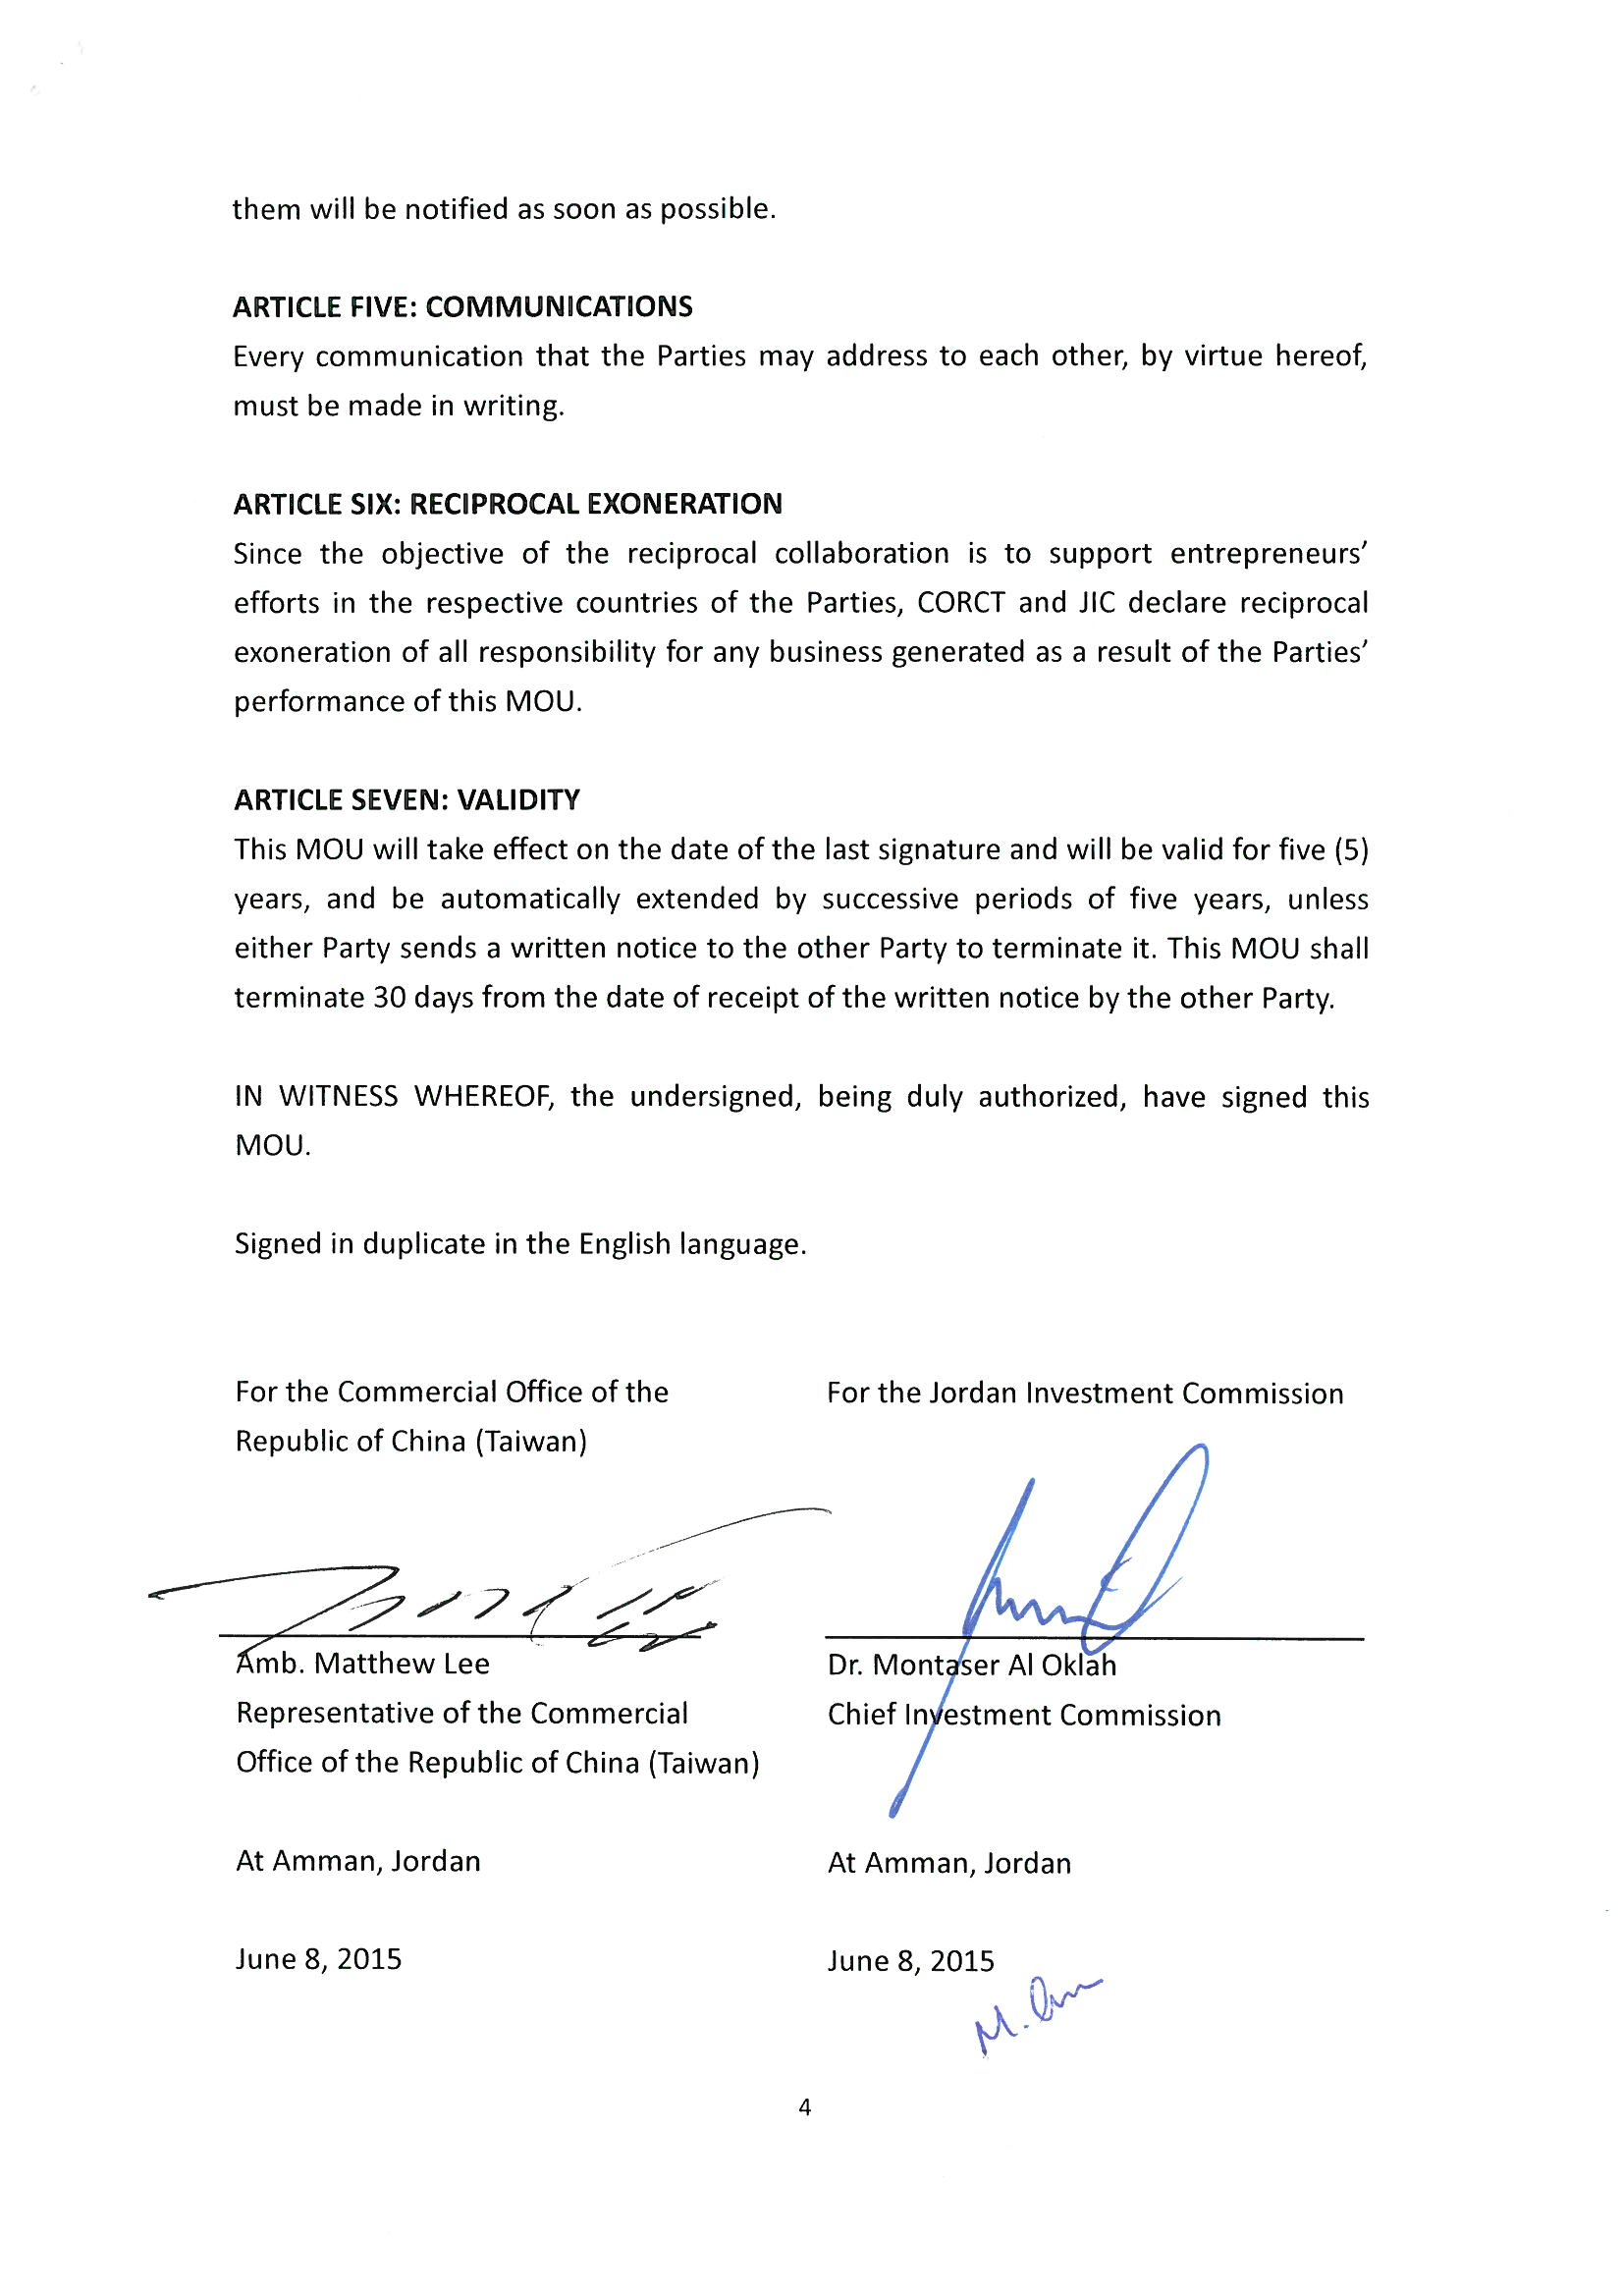 them will be notified as soon as possible.
ARTICLE FIVE: COMMUNICATIONS
Every communication that the Parties may address to each other, by virtue hereof,
must be made in writing.
ARTICLE SIX: RECIPROCAL EXONERATION
Since the objective of the reciprocal collaboration is to support entrepreneurs’
efforts in the respective countries of the Parties, CORCT and JIC declare reciprocal
exoneration of all responsibility for any business generated as a result of the Parties’
performance of this MOU.
ARTICLE SEVEN: VALIDITY
This MOU will take effect on the date of the last signature and will be valid for five (5)
years, and be automatically extended by successive periods of five years, unless
either Party sends a written notice to the other Party to terminate it. This MOU shall
terminate 30 days from the date of receipt of the written notice by the other Party.
IN WITNESS WHEREOF, the undersigned, being duly authorized, have signed this
MOU.
Signed in duplicate in the English language.
For the Commercial Office of the
Republic of China (Taiwan)
Amb. Matthew Lee
Representative of the Commercial
Office of the Republic of China (Taiwan)
At Amman, Jordan
June 8, 2015
For the Jordan Investment Commission
Dr. Montaser Al Oklah
Chief Investment Commission
At Amman, Jordan
June 8, 2015
4